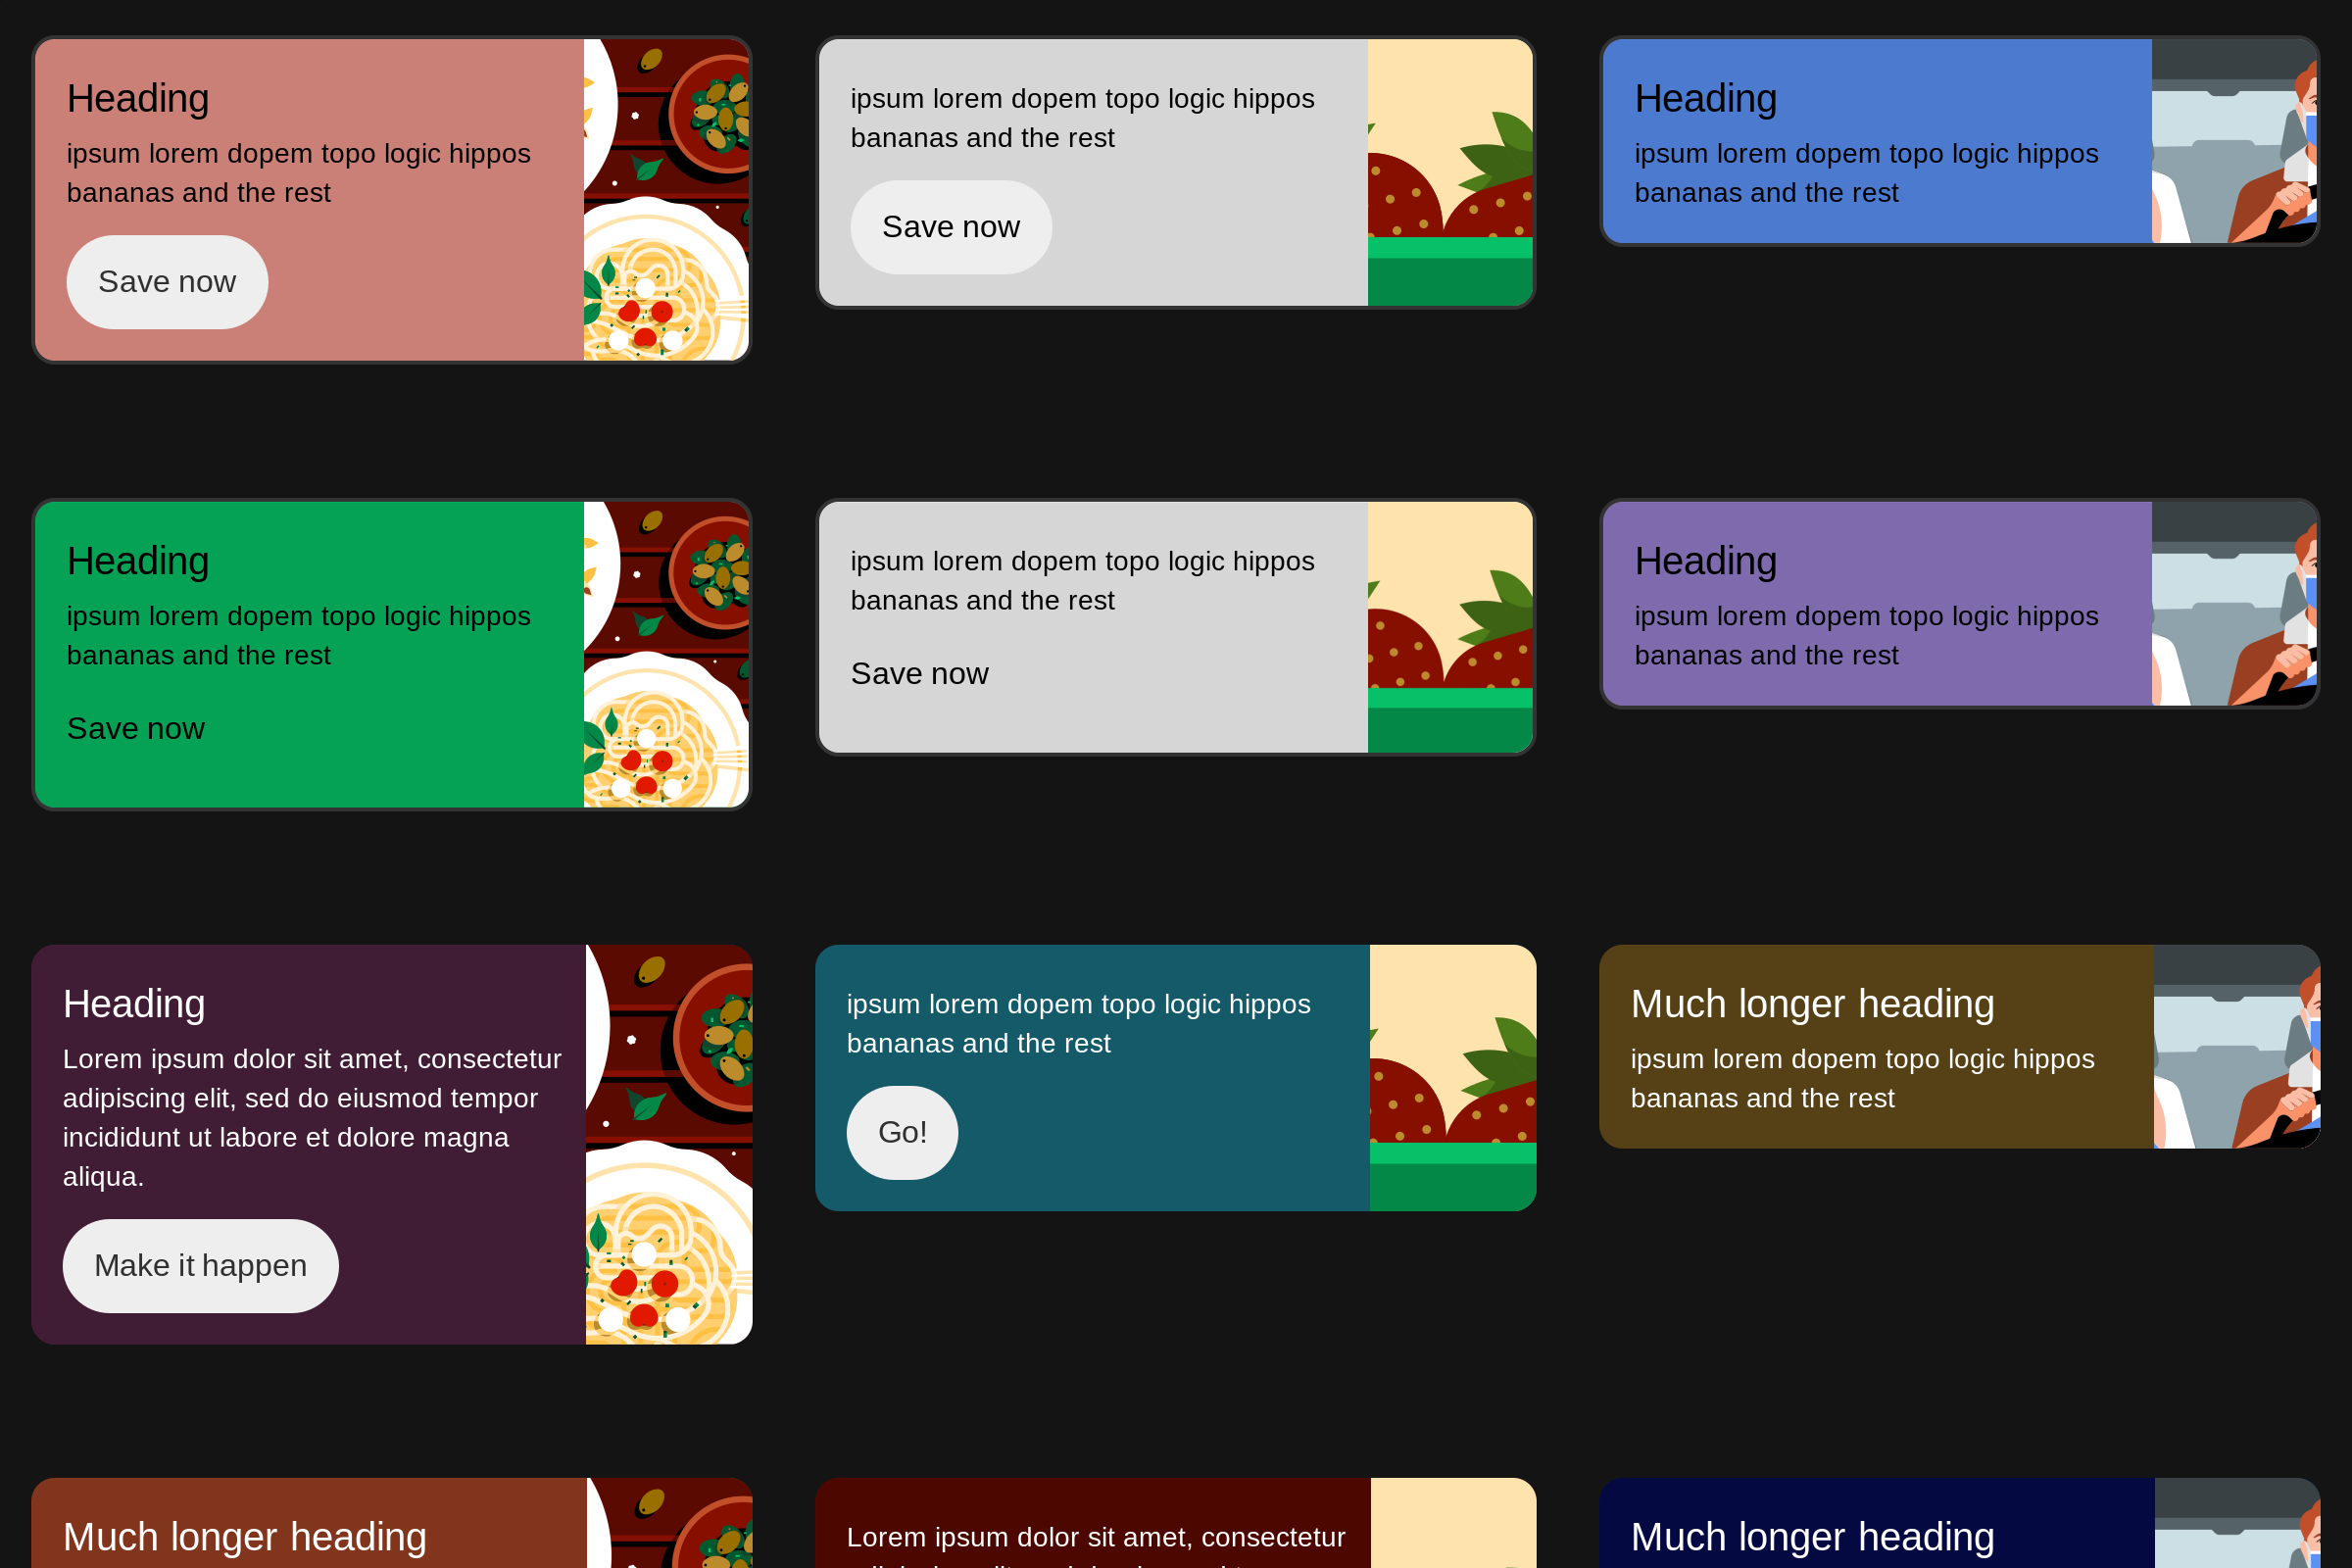 Heading
ipsum lorem dopem topo logic hippos
bananas and the rest
Save now
ipsum lorem dopem topo logic hippos
bananas and the rest
Save now
Heading
ipsum lorem dopem topo logic hippos
bananas and the rest
Heading
ipsum lorem dopem topo logic hippos
bananas and the rest
Save now
ipsum lorem dopem topo logic hippos
bananas and the rest
Save now
Heading
ipsum lorem dopem topo logic hippos
bananas and the rest
Heading
Lorem ipsum dolor sit amet, consectetur
adipiscing elit, sed do eiusmod tempor
incididunt ut labore et dolore magna
aliqua.
Make it happen
ipsum lorem dopem topo logic hippos
bananas and the rest
Go!
Much longer heading
ipsum lorem dopem topo logic hippos
bananas and the rest
Much longer heading
Lorem ipsum dolor sit amet, consectetur
Much longer heading